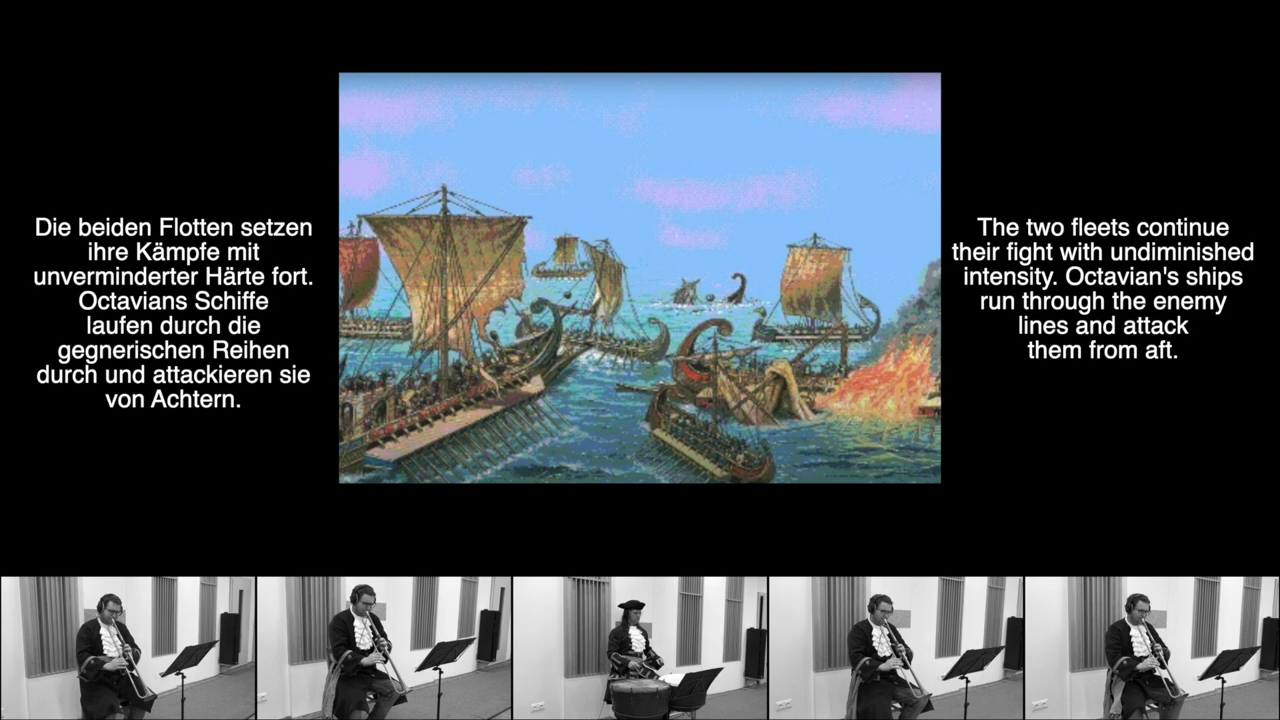 Die beiden Flotten setzen
ihre Kämpfe mit
unverminderter Härte fort.
Octavians Schiffe
laufen durch die
gegnerischen Reihen
durch und attackieren sie
von Achtern.
The two fleets continue
their fight with undiminished
intensity. Octavian's ships
run through the enemy
lines and attack
them from aft.